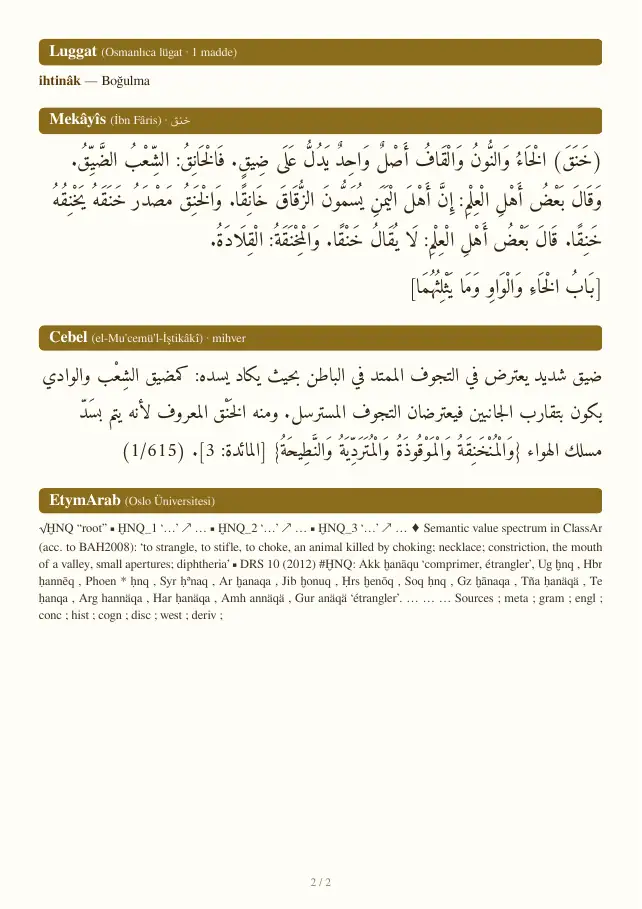 Luggat (Osmanlıca lügat · 1 madde)
ihtinâk — Boğulma
Mekâyîs (İbn Fâris) · خنق
(خَنَقَ) الْخَاءُ وَالنُّونُ وَالْقَافُ أَصْلٌ وَاحِدٌ يَدُلُّ عَلَى ضِيقٍ. فَالْخَانِقُ: الشِّعْبُ الضَّيِّقُ.
وَقَالَ بَعْضُ أَهْلِ الْعِلْمِ: إِنَّ أَهْلَ الْيَمَنِ يُسَمُّونَ الزُّقَاقَ خَانِقًا. وَالْخَنِقُ مَصْدَرُ خَنَقَهُ يَخْنِقُهُ
خَنِقًا. قَالَ بَعْضُ أَهْلِ الْعِلْمِ: لَا يُقَالُ خَنْقًا. وَالْمِخْنَقَةُ: الْقِلَادَةُ.
[بَابُ الْخَاءِ وَالْوَاوِ وَمَا يَثْلِثُهُمَا]
Cebel (el-Mu'cemü'l-İştikâkî) · mihver
ضيق شديد يعترض في التجوف الممتد في الباطن بحيث يكاد يسده: كمضيق الشِعْب والوادي
يكون بتقارب الجانبين فيعترضان التجوف المسترسل. ومنه الخَنْق المعروف لأنه يتم بسَدّ
مسلك الهواء {وَالْمُنْخَنِقَةُ وَالْمَوْقُوذَةُ وَالْمُتَرَدِّيَةُ وَالنَّطِيحَةُ} [المائدة: 3]. (1/615)
EtymArab (Oslo Üniversitesi)
√ḪNQ “root” ▪ ḪNQ_1 ‘…’ ↗ … ▪ ḪNQ_2 ‘…’ ↗ … ▪ ḪNQ_3 ‘…’ ↗ … ♦ Semantic value spectrum in ClassAr
(acc. to BAH2008): ‘to strangle, to stifle, to choke, an animal killed by choking; necklace; constriction, the mouth
of a valley, small apertures; diphtheria’ ▪ DRS 10 (2012) #ḪNQ: Akk ḫanāqu ‘comprimer, étrangler’, Ug ḫnq , Hbr
ḥannēq , Phoen * ḥnq , Syr ḥᵃnaq , Ar ḫanaqa , Jib ḫonuq , Ḥrs ḫenōq , Soq ḥnq , Gz ḫānaqa , Tña ḥanäqä , Te
ḥanqa , Arg hannäqa , Har ḥanäqa , Amh annäqä , Gur anäqä ‘étrangler’. … … … Sources ; meta ; gram ; engl ;
conc ; hist ; cogn ; disc ; west ; deriv ;
2 / 2